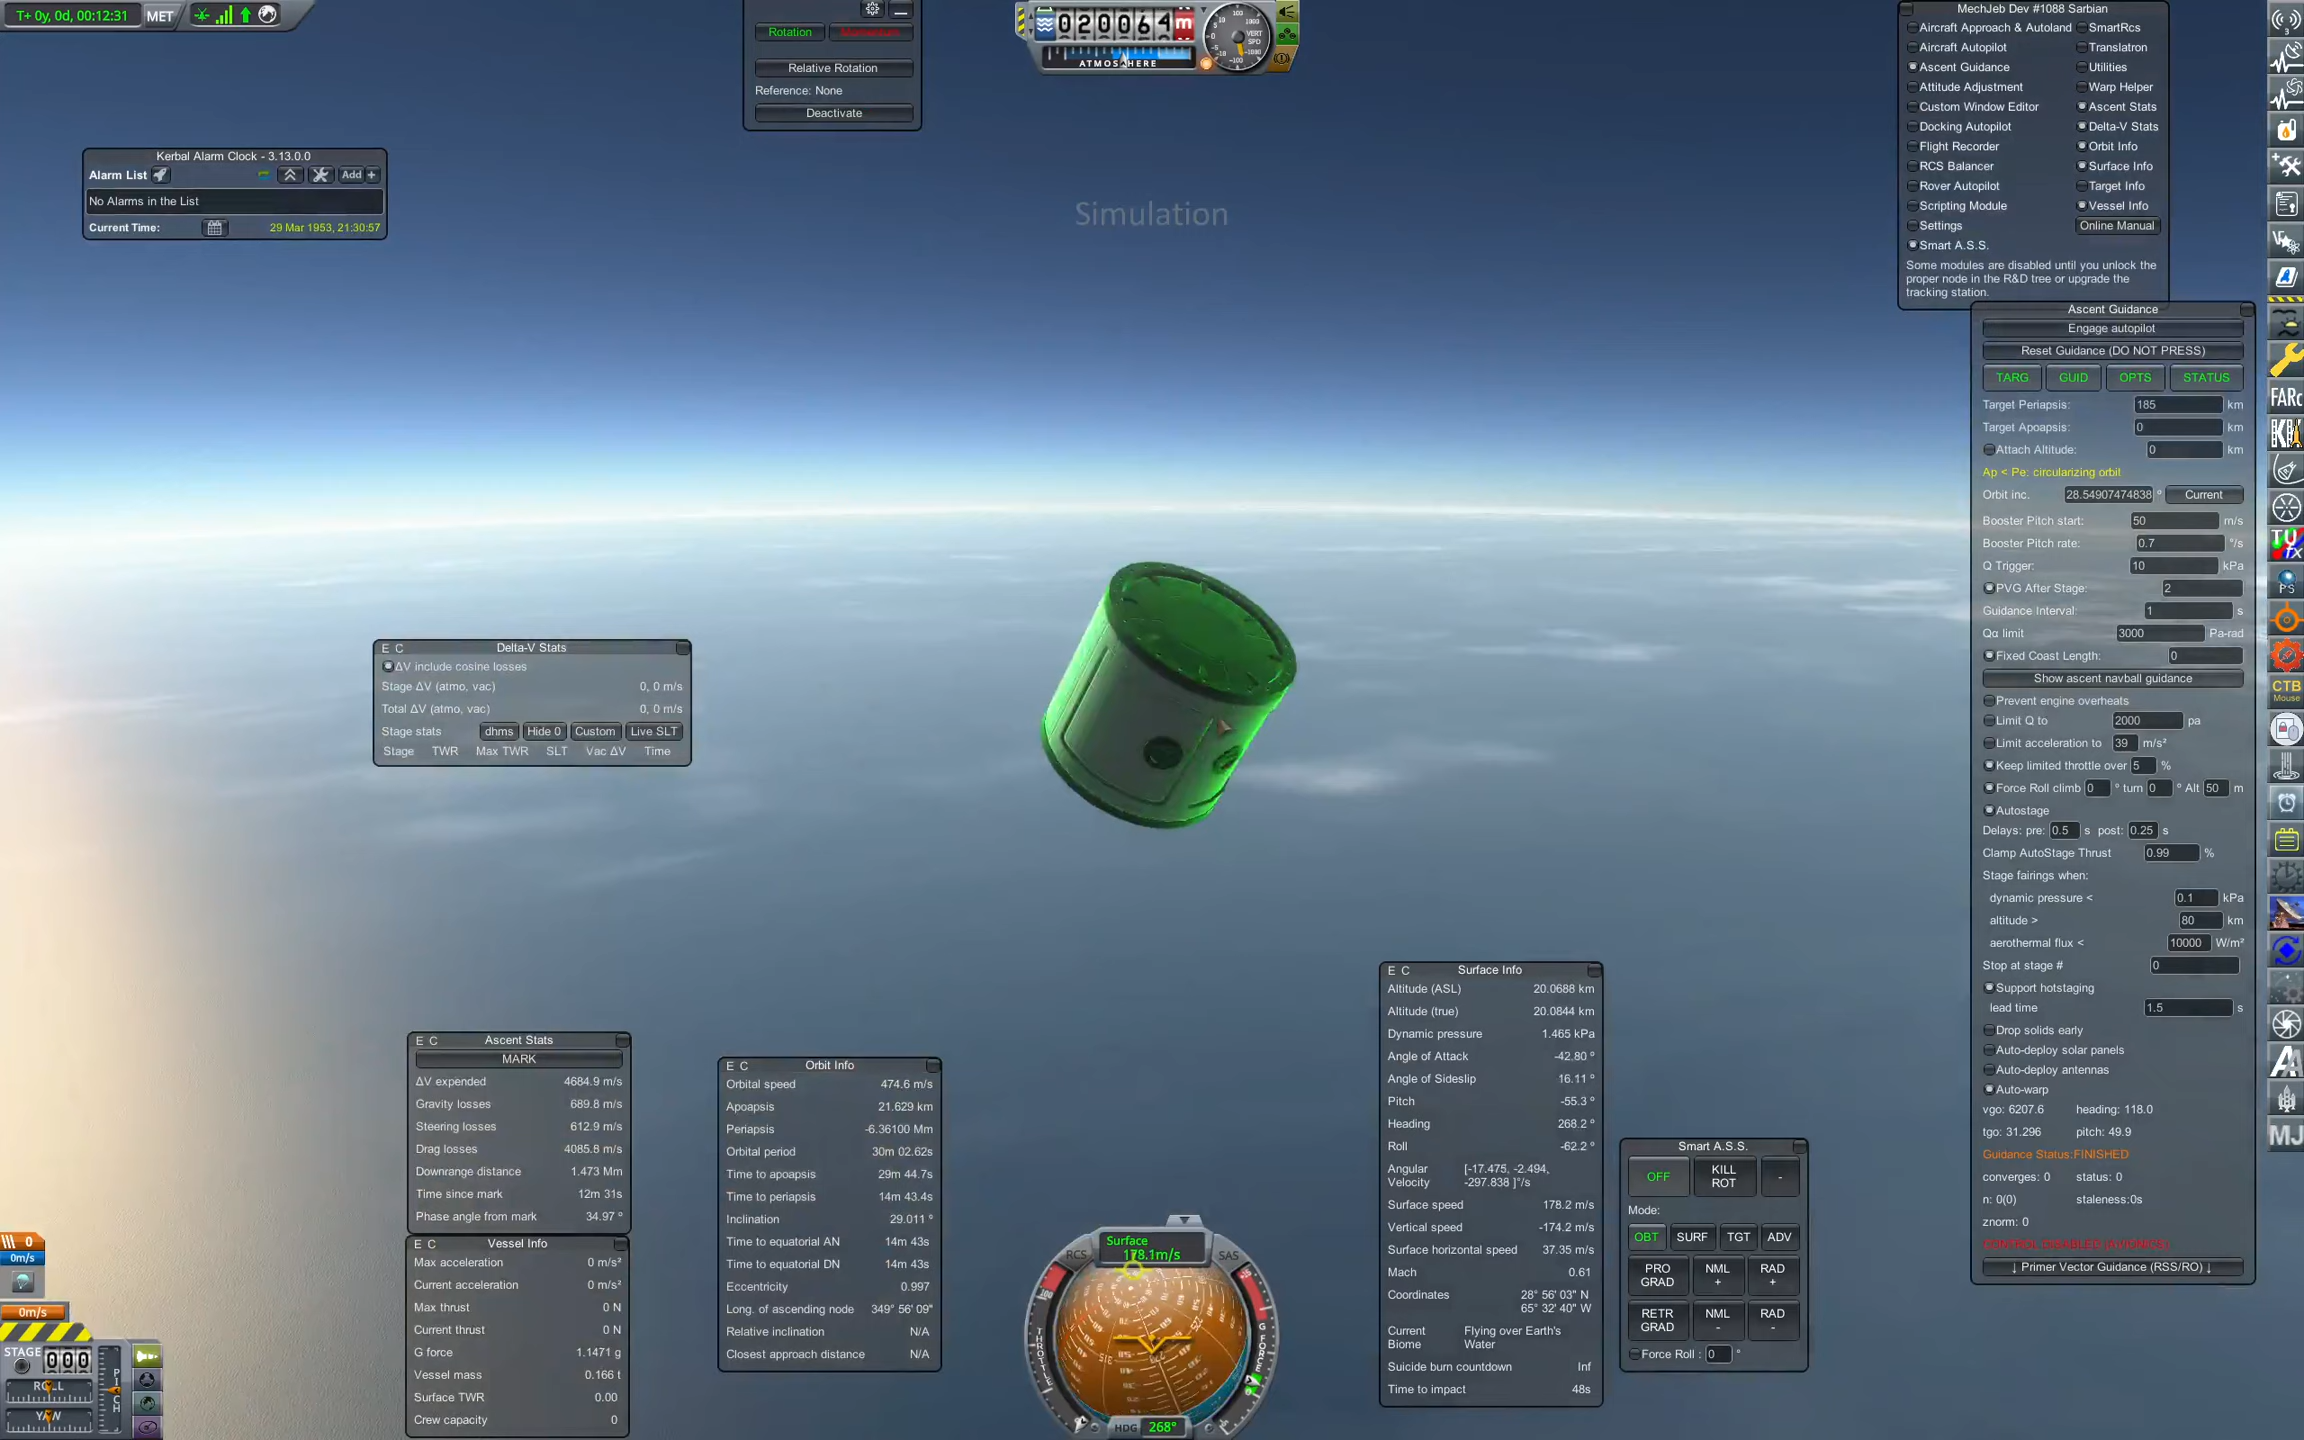 T+ 0y, 0d, 00:12:31 MET
Rotation Momentum
Relative Rotation
Reference: None
Deactivate
020064 m
ATMOSPHERE
VERT SPD
Kerbal Alarm Clock - 3.13.0.0
Alarm List Add +
No Alarms in the List
Current Time: 29 Mar 1953, 21:30:57
Simulation
MechJeb Dev #1088 Sarbian
Aircraft Approach & Autoland SmartRcs
Aircraft Autopilot Translatron
Ascent Guidance Utilities
Attitude Adjustment Warp Helper
Custom Window Editor Ascent Stats
Docking Autopilot Delta-V Stats
Flight Recorder Orbit Info
RCS Balancer Surface Info
Rover Autopilot Target Info
Scripting Module Vessel Info
Settings Online Manual
Smart A.S.S.
Some modules are disabled until you unlock the
proper node in the R&D tree or upgrade the
tracking station.
Ascent Guidance
Engage autopilot
Reset Guidance (DO NOT PRESS)
TARG GUID OPTS STATUS
Target Periapsis: 185 km
Target Apoapsis: 0 km
Attach Altitude: 0 km
Ap < Pe: circularizing orbit
Orbit inc. 28.54907474838 º Current
Booster Pitch start: 50 m/s
Booster Pitch rate: 0.7 °/s
Q Trigger: 10 kPa
PVG After Stage: 2
Guidance Interval: 1 s
Qα limit 3000 Pa-rad
Fixed Coast Length: 0
Show ascent navball guidance
Prevent engine overheats
Limit Q to 2000 pa
Limit acceleration to 39 m/s²
Keep limited throttle over 5 %
Force Roll climb 0 º turn 0 º Alt 50 m
Autostage
Delays: pre: 0.5 s post: 0.25 s
Clamp AutoStage Thrust 0.99 %
Stage fairings when:
dynamic pressure < 0.1 kPa
altitude > 80 km
aerothermal flux < 10000 W/m²
Stop at stage # 0
Support hotstaging
lead time 1.5 s
Drop solids early
Auto-deploy solar panels
Auto-deploy antennas
Auto-warp
vgo: 6207.6 heading: 118.0
tgo: 31.296 pitch: 49.9
Guidance Status:FINISHED
converges: 0 status: 0
n: 0(0) staleness:0s
znorm: 0
CONTROL DISABLED (AVIONICS)
↓ Primer Vector Guidance (RSS/RO) ↓
E C Delta-V Stats
ΔV include cosine losses
Stage ΔV (atmo, vac) 0, 0 m/s
Total ΔV (atmo, vac) 0, 0 m/s
Stage stats dhms Hide 0 Custom Live SLT
Stage TWR Max TWR SLT Vac ΔV Time
E C Ascent Stats
MARK
ΔV expended 4684.9 m/s
Gravity losses 689.8 m/s
Steering losses 612.9 m/s
Drag losses 4085.8 m/s
Downrange distance 1.473 Mm
Time since mark 12m 31s
Phase angle from mark 34.97 º
E C Vessel Info
Max acceleration 0 m/s²
Current acceleration 0 m/s²
Max thrust 0 N
Current thrust 0 N
G force 1.1471 g
Vessel mass 0.166 t
Surface TWR 0.00
Crew capacity 0
E C Orbit Info
Orbital speed 474.6 m/s
Apoapsis 21.629 km
Periapsis -6.36100 Mm
Orbital period 30m 02.62s
Time to apoapsis 29m 44.7s
Time to periapsis 14m 43.4s
Inclination 29.011 º
Time to equatorial AN 14m 43s
Time to equatorial DN 14m 43s
Eccentricity 0.997
Long. of ascending node 349° 56' 09"
Relative inclination N/A
Closest approach distance N/A
E C Surface Info
Altitude (ASL) 20.0688 km
Altitude (true) 20.0844 km
Dynamic pressure 1.465 kPa
Angle of Attack -42.80 º
Angle of Sideslip 16.11 º
Pitch -55.3 º
Heading 268.2 º
Roll -62.2 º
Angular Velocity [-17.475, -2.494, -297.838 ]°/s
Surface speed 178.2 m/s
Vertical speed -174.2 m/s
Surface horizontal speed 37.35 m/s
Mach 0.61
Coordinates 28° 56' 03" N
65° 32' 40" W
Current Biome Flying over Earth's Water
Suicide burn countdown Inf
Time to impact 48s
Smart A.S.S.
OFF KILL ROT -
Mode:
OBT SURF TGT ADV
PRO GRAD NML + RAD +
RETR GRAD NML - RAD -
Force Roll : 0 °
RCS Surface SAS
178.1m/s
THROTTLE G FORCE
HDG 268°
0
0m/s
0m/s
STAGE 000
ROLL
YAW
PITCH
FARc
PS
CTB
Mouse
MJ